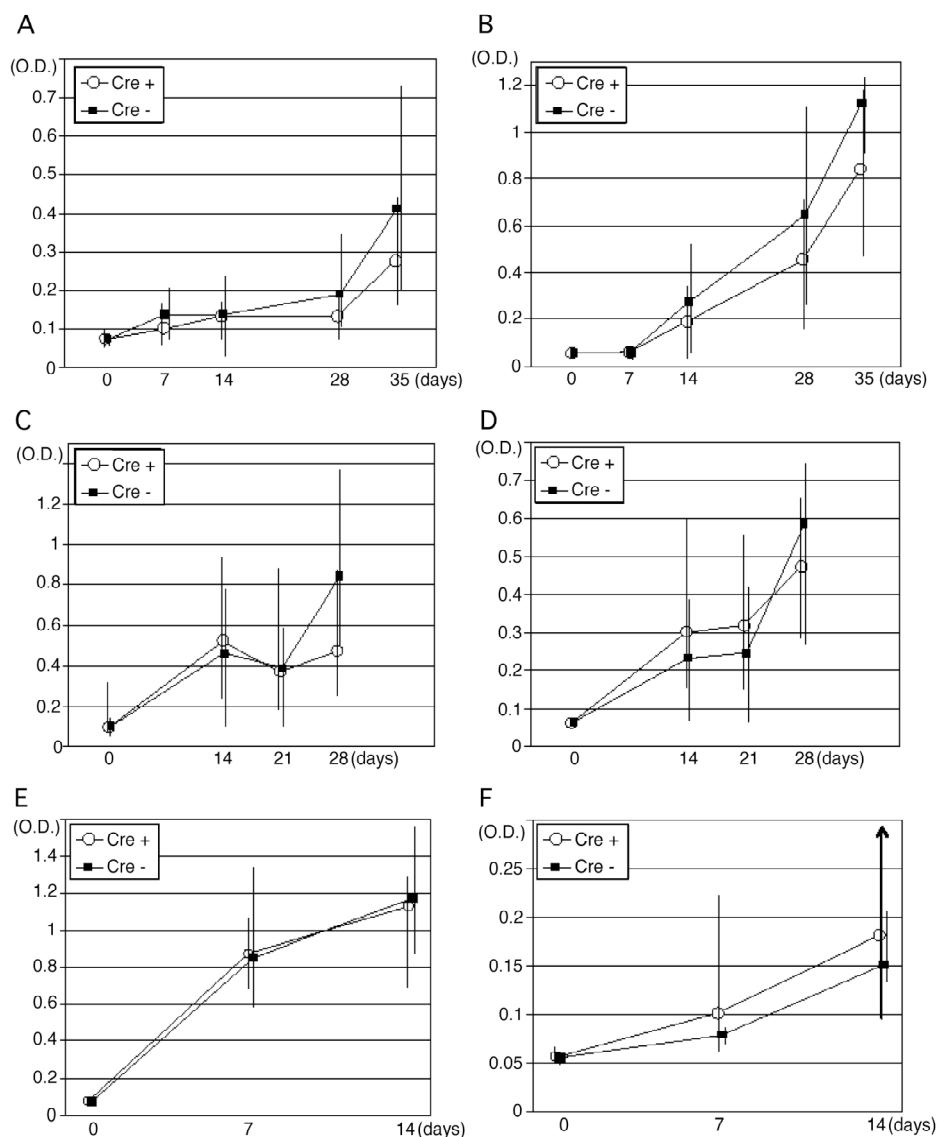 A
(O.D.)
Cre +
Cre -
0.7
0.6
0.5
0.4
0.3
0.2
0.1
0
0 7 14 28 35 (days)
B
(O.D.)
Cre +
Cre -
1.2
1
0.8
0.6
0.4
0.2
0
0 7 14 28 35 (days)
C
(O.D.)
Cre +
Cre -
1.2
1
0.8
0.6
0.4
0.2
0
0 14 21 28 (days)
D
(O.D.)
Cre +
Cre -
0.7
0.6
0.5
0.4
0.3
0.2
0.1
0
0 14 21 28 (days)
E
(O.D.)
Cre +
Cre -
1.4
1.2
1
0.8
0.6
0.4
0.2
0
0 7 14 (days)
F
(O.D.)
Cre +
Cre -
0.25
0.2
0.15
0.1
0.05
0
0 7 14 (days)